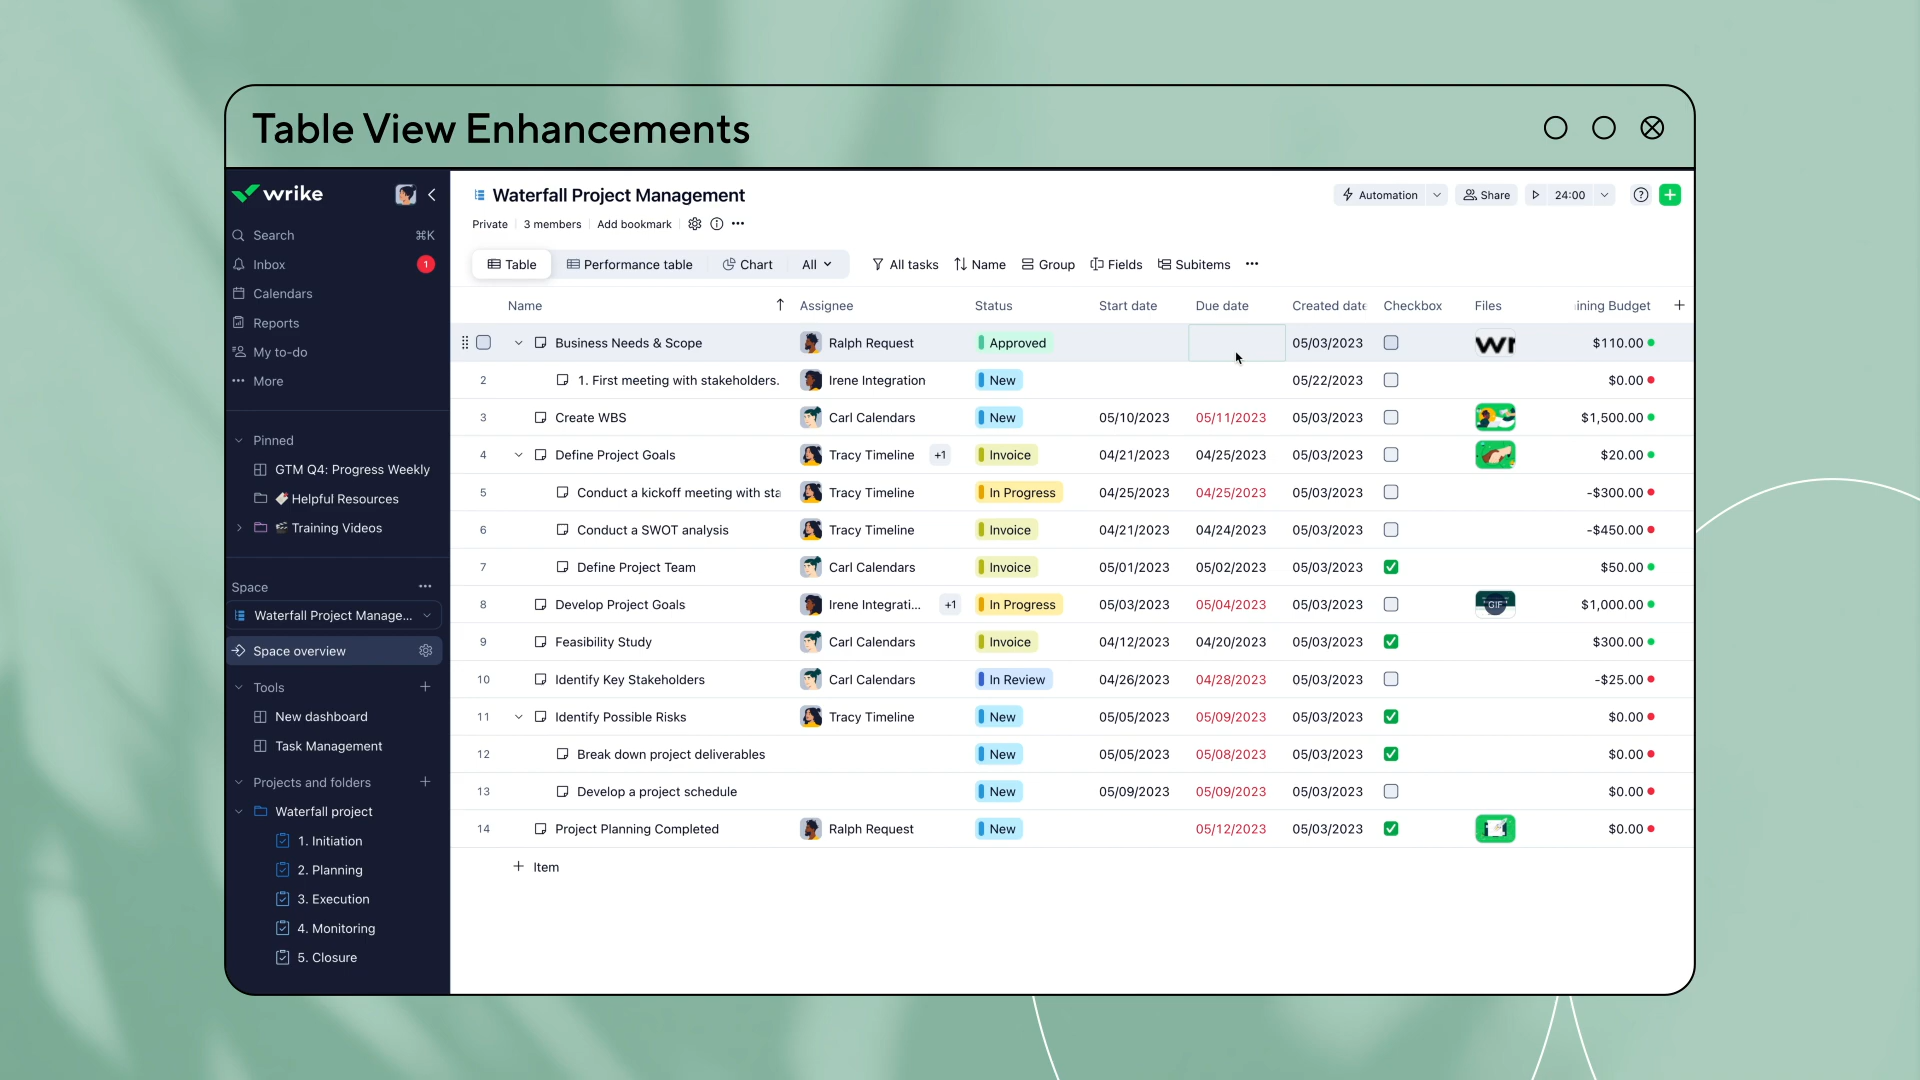 Table View Enhancements
wrike
Search ⌘K
Inbox 1
Calendars
Reports
My to-do
More
Pinned
GTM Q4: Progress Weekly
Helpful Resources
Training Videos
Space
Waterfall Project Manage...
Space overview
Tools
New dashboard
Task Management
Projects and folders
Waterfall project
1. Initiation
2. Planning
3. Execution
4. Monitoring
5. Closure
Waterfall Project Management
Automation Share 24:00 ?
Private 3 members Add bookmark
Table Performance table Chart All All tasks Name Group Fields Subitems
Name Assignee Status Start date Due date Created date Checkbox Files ining Budget
Business Needs & Scope Ralph Request Approved 05/03/2023 $110.00
2 1. First meeting with stakeholders. Irene Integration New 05/22/2023 $0.00
3 Create WBS Carl Calendars New 05/10/2023 05/11/2023 05/03/2023 $1,500.00
4 Define Project Goals Tracy Timeline +1 Invoice 04/21/2023 04/25/2023 05/03/2023 $20.00
5 Conduct a kickoff meeting with sta Tracy Timeline In Progress 04/25/2023 04/25/2023 05/03/2023 -$300.00
6 Conduct a SWOT analysis Tracy Timeline Invoice 04/21/2023 04/24/2023 05/03/2023 -$450.00
7 Define Project Team Carl Calendars Invoice 05/01/2023 05/02/2023 05/03/2023 $50.00
8 Develop Project Goals Irene Integrati... +1 In Progress 05/03/2023 05/04/2023 05/03/2023 GIF $1,000.00
9 Feasibility Study Carl Calendars Invoice 04/12/2023 04/20/2023 05/03/2023 $300.00
10 Identify Key Stakeholders Carl Calendars In Review 04/26/2023 04/28/2023 05/03/2023 -$25.00
11 Identify Possible Risks Tracy Timeline New 05/05/2023 05/09/2023 05/03/2023 $0.00
12 Break down project deliverables New 05/05/2023 05/08/2023 05/03/2023 $0.00
13 Develop a project schedule New 05/09/2023 05/09/2023 05/03/2023 $0.00
14 Project Planning Completed Ralph Request New 05/12/2023 05/03/2023 $0.00
Item